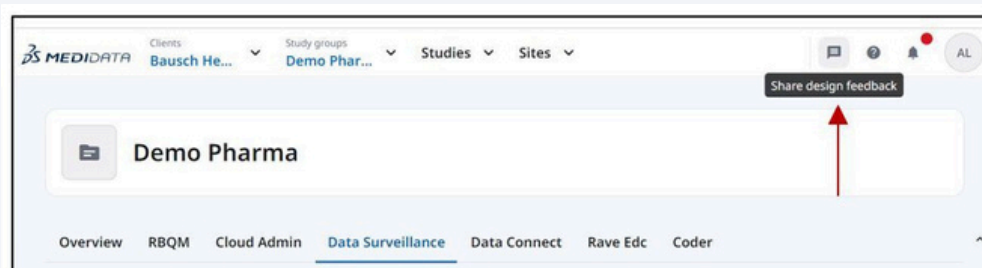 Clients
Study groups
MEDIDATA Bausch He... Demo Phar... Studies Sites AL
Share design feedback
Demo Pharma
Overview RBQM Cloud Admin Data Surveillance Data Connect Rave Edc Coder